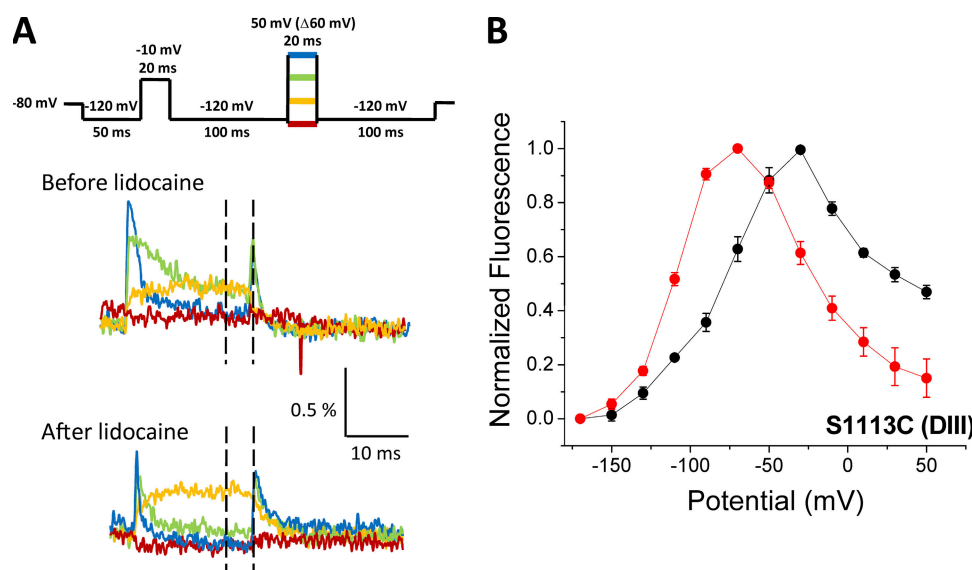 A
50 mV (Δ60 mV)
20 ms
-10 mV
20 ms
-80 mV
-120 mV
-120 mV
-120 mV
50 ms
100 ms
100 ms
Before lidocaine
0.5 %
10 ms
After lidocaine
B
Normalized Fluorescence
1.0
0.8
0.6
0.4
0.2
0.0
S1113C (DIII)
-150
-100
-50
0
50
Potential (mV)